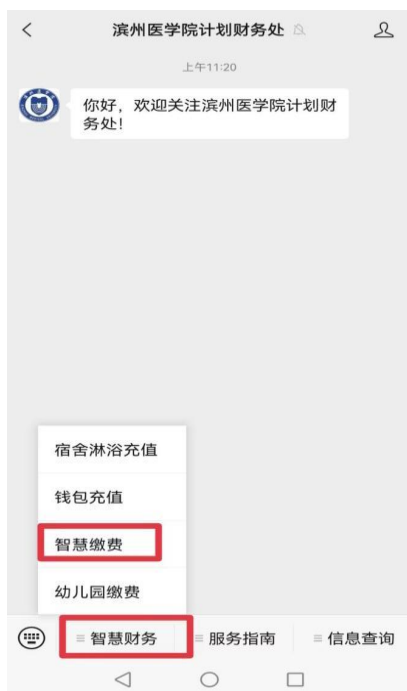 滨州医学院计划财务处
上午11:20
你好，欢迎关注滨州医学院计划财
务处!
宿舍淋浴充值
钱包充值
智慧缴费
幼儿园缴费
智慧财务
服务指南
信息查询